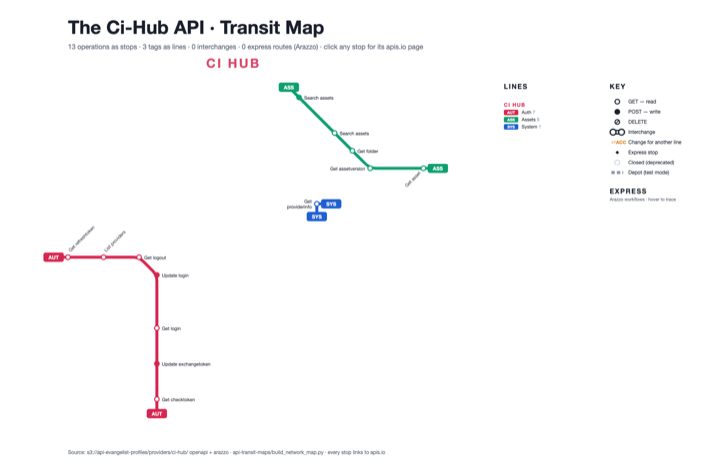 The Ci-Hub API · Transit Map
13 operations as stops · 3 tags as lines · 0 interchanges · 0 express routes (Arazzo) · click any stop for its apis.io page
CI HUB
ASS
Search assets
Search assets
Get folder
Get assetversion
Get asset
ASS
Get
providerinfo
SYS
SYS
Get refreshtoken
List providers
AUT
Get logout
Update login
Get login
Update exchangetoken
Get checktoken
AUT
LINES
CI HUB
AUT Auth 7
ASS Assets 5
SYS System 1
KEY
GET — read
POST — write
DELETE
Interchange
Change for another line
Express stop
Closed (deprecated)
Depot (test mode)
EXPRESS
Arazzo workflows · hover to trace
Source: s3://api-evangelist-profiles/providers/ci-hub/ openapi + arazzo · api-transit-maps/build_network_map.py · every stop links to apis.io